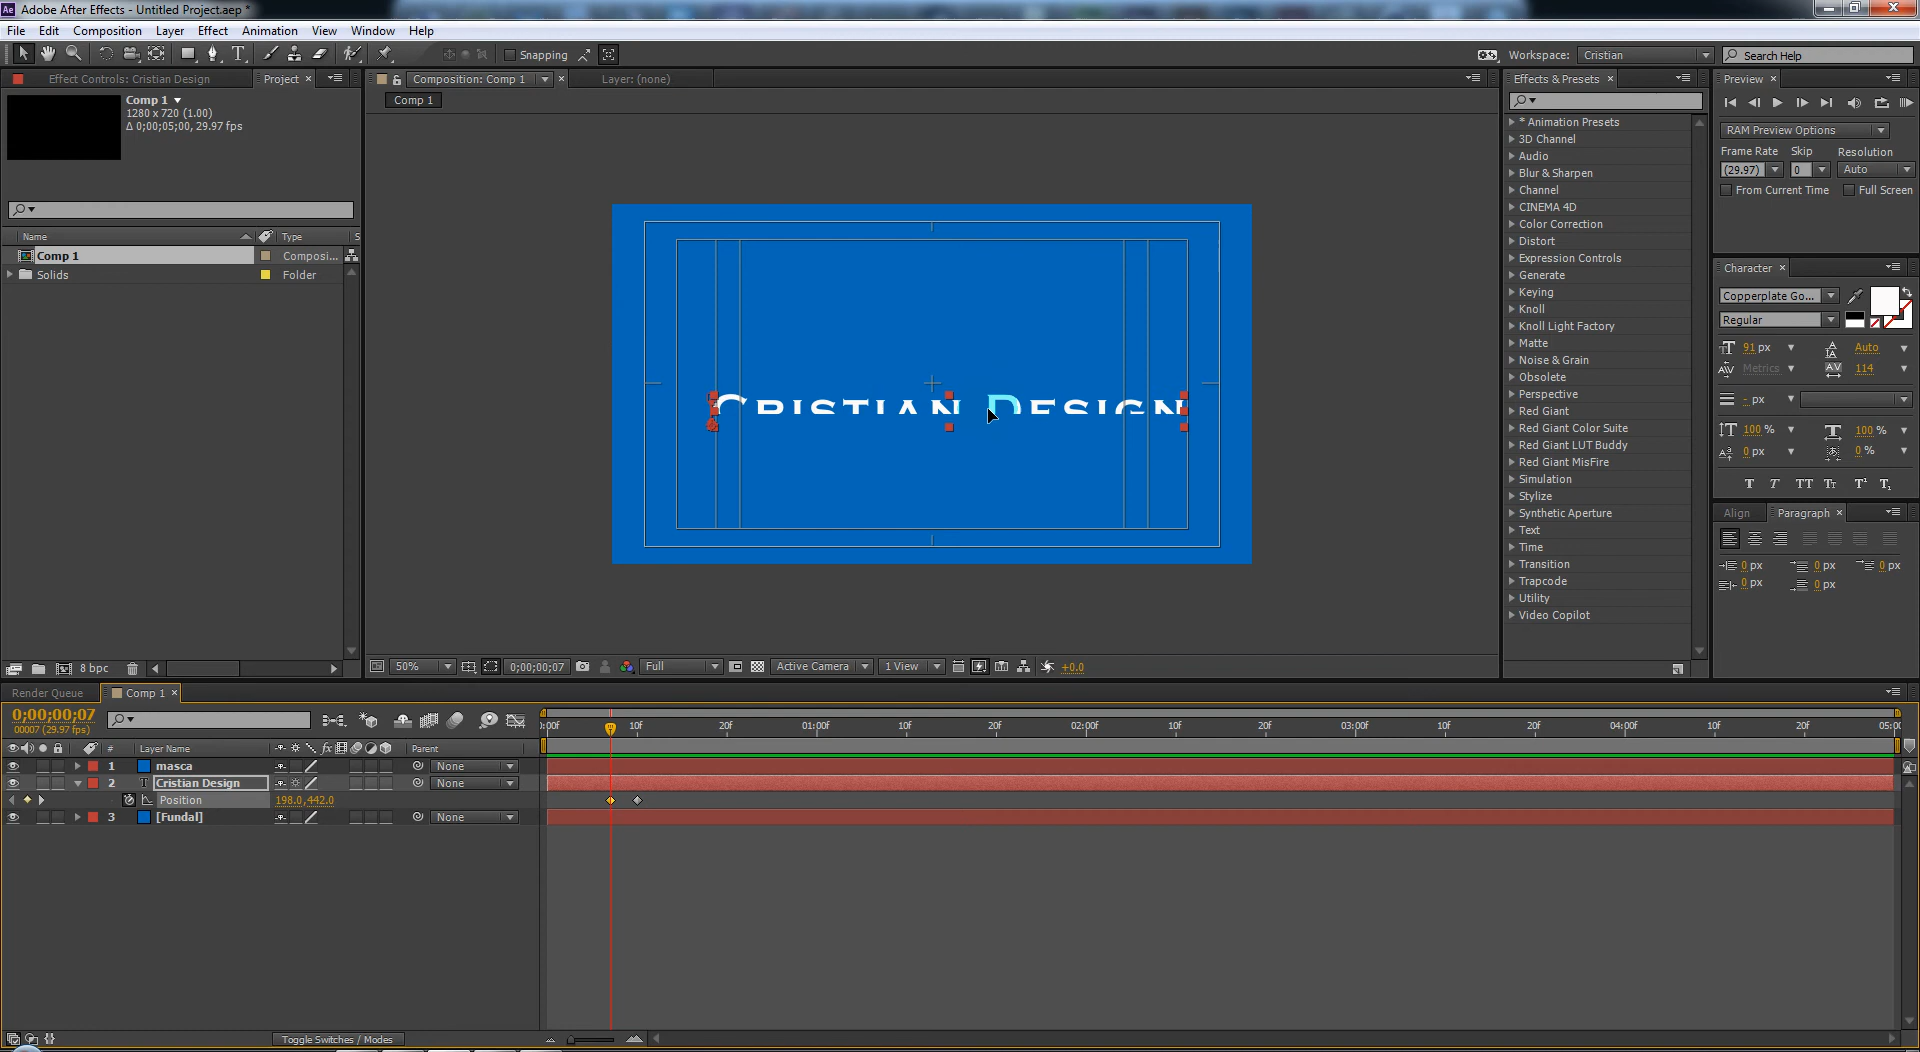 Adobe After Effects - Untitled Project.aep *
File Edit Composition Layer Effect Animation View Window Help
Snapping
Workspace: Cristian
Search Help
Effect Controls: Cristian Design
Project
Comp 1
1280 x 720 (1.00)
Δ 0;00;05;00, 29.97 fps
Name Type S
Comp 1 Composi...
Solids Folder
8 bpc
Composition: Comp 1
Layer: (none)
Comp 1
CRISTIAN DESIGN
50%
0;00;00;07
Full
Active Camera
1 View
+0.0
Effects & Presets
* Animation Presets
3D Channel
Audio
Blur & Sharpen
Channel
CINEMA 4D
Color Correction
Distort
Expression Controls
Generate
Keying
Knoll
Knoll Light Factory
Matte
Noise & Grain
Obsolete
Perspective
Red Giant
Red Giant Color Suite
Red Giant LUT Buddy
Red Giant MisFire
Simulation
Stylize
Synthetic Aperture
Text
Time
Transition
Trapcode
Utility
Video Copilot
Preview
RAM Preview Options
Frame Rate Skip Resolution
(29.97) 0 Auto
From Current Time Full Screen
Character
Copperplate Go...
Regular
91 px Auto
Metrics 114
- px
100 % 100 %
0 px 0 %
T T TT Tt T¹ T₁
Align Paragraph
0 px 0 px 0 px
0 px 0 px
Render Queue
Comp 1
0;00;00;07
00007 (29.97 fps)
:00f 10f 20f 01:00f 10f 20f 02:00f 10f 20f 03:00f 10f 20f 04:00f 10f 20f 05:00
# Layer Name Parent
1 masca None
2 Cristian Design None
Position 198.0,442.0
3 [Fundal] None
Toggle Switches / Modes